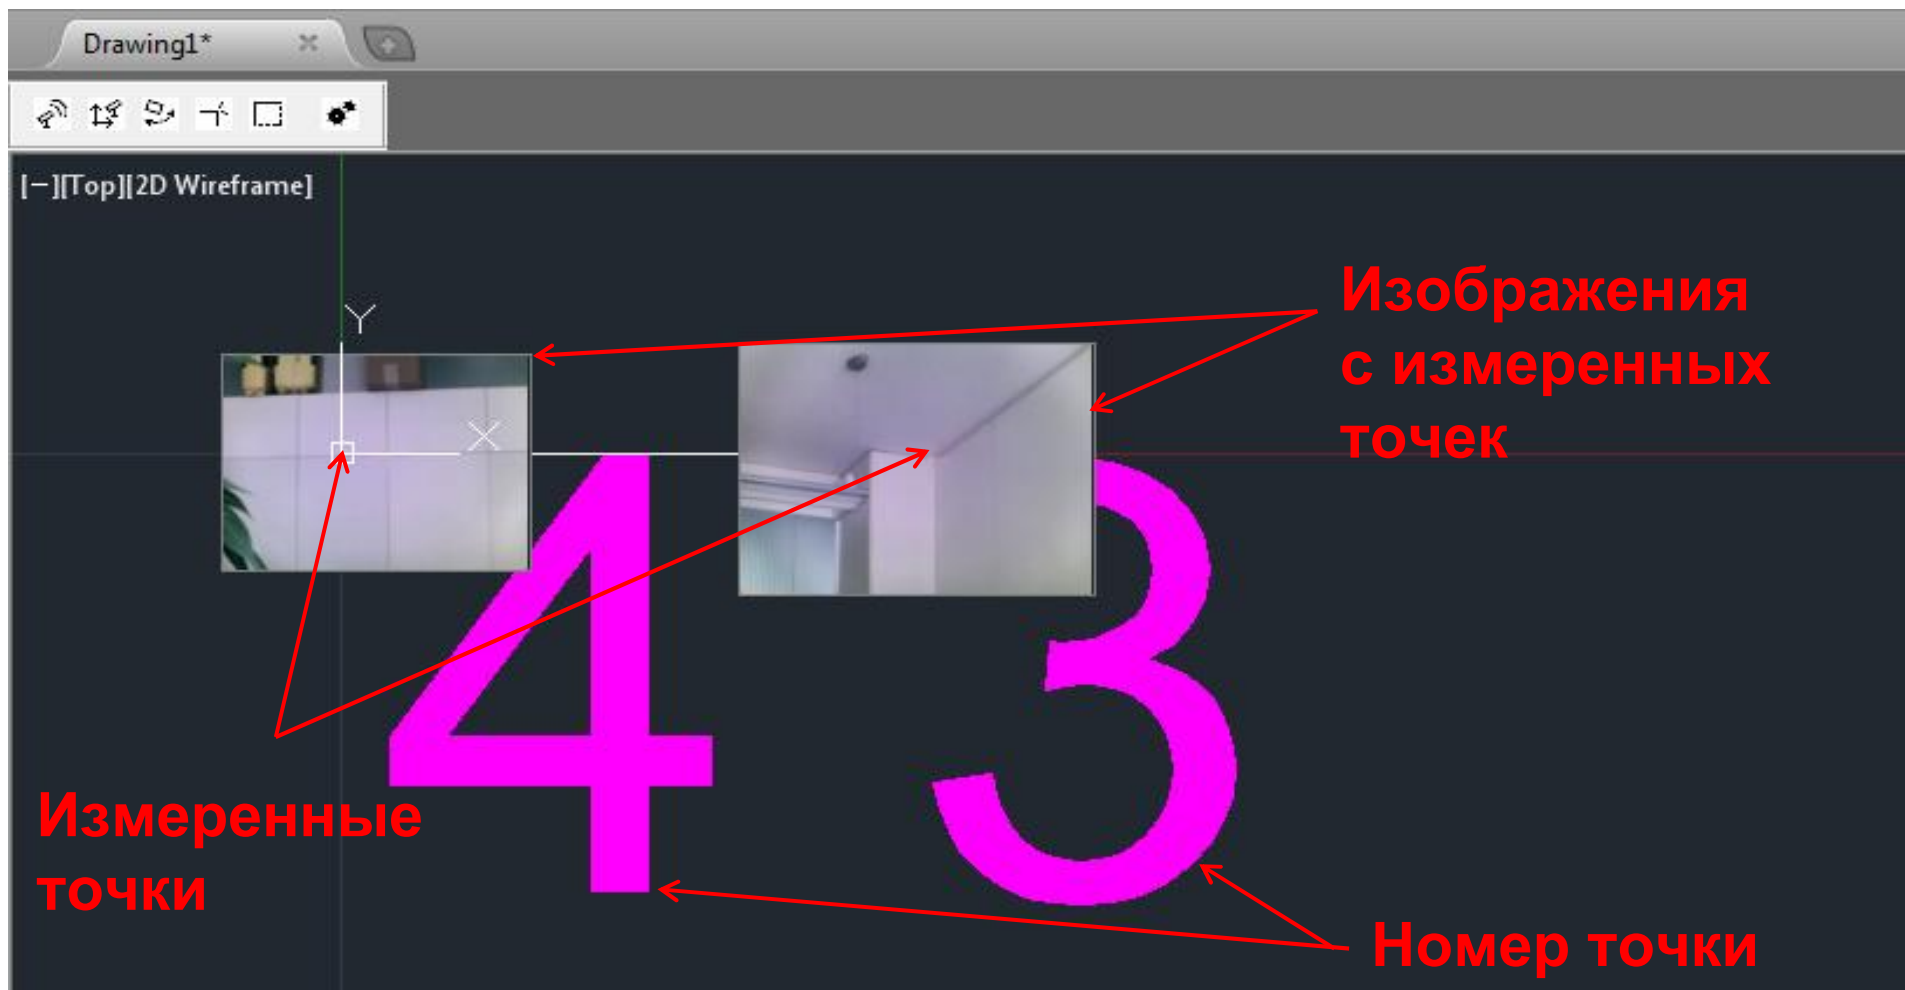 Drawing1*
[−][Top][2D Wireframe]
Y
X
Изображения
с измеренных
точек
4 3
Измеренные
точки
Номер точки